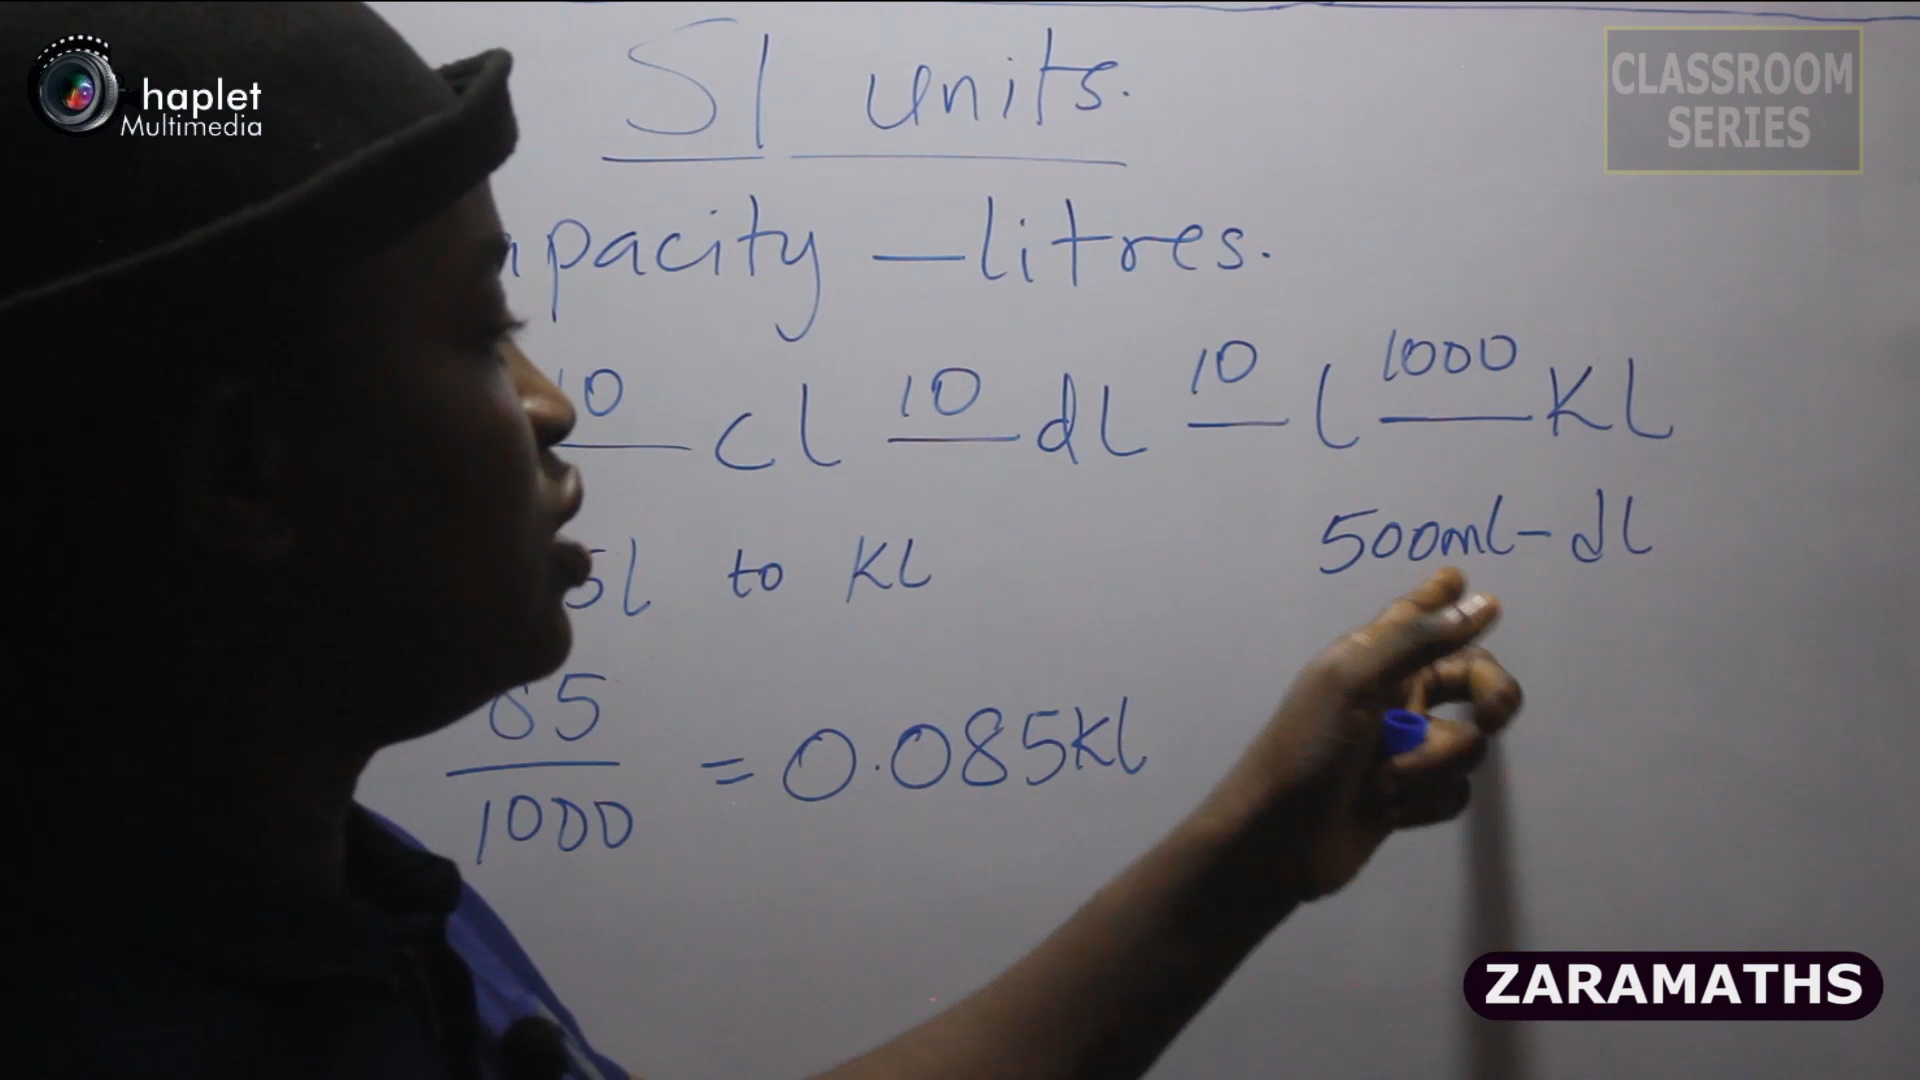 haplet
Multimedia
CLASSROOM
SERIES
SI units.
pacity – litres.
10 cl 10 dl 10 l 1000 Kl
500ml - dl
5l to KL
85
1000
= 0.085Kl
ZARAMATHS